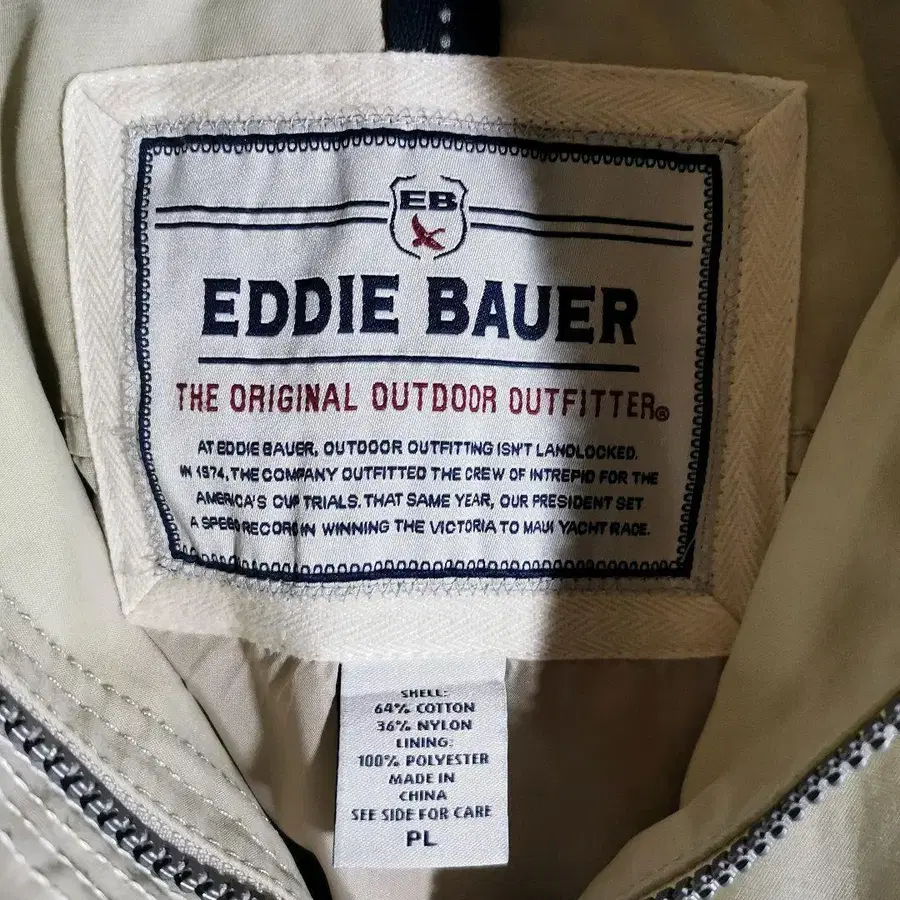 EB
EDDIE BAUER
THE ORIGINAL OUTDOOR OUTFITTER®
AT EDDIE BAUER, OUTDOOR OUTFITTING ISN'T LANDLOCKED.
IN 1974, THE COMPANY OUTFITTED THE CREW OF INTREPID FOR THE
AMERICA'S CUP TRIALS. THAT SAME YEAR, OUR PRESIDENT SET
A SPEED RECORD IN WINNING THE VICTORIA TO MAUI YACHT RACE.
SHELL:
64% COTTON
36% NYLON
LINING:
100% POLYESTER
MADE IN
CHINA
SEE SIDE FOR CARE
PL